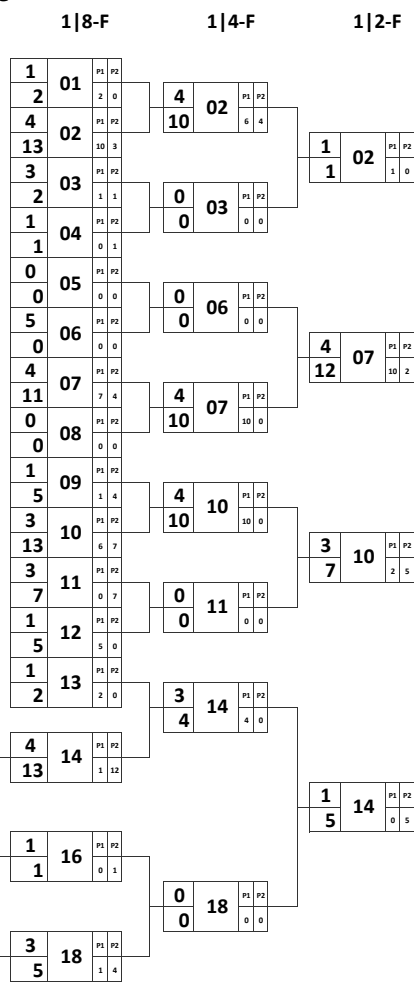 1|8-F 1|4-F 1|2-F
1 01 P1 P2
2 2 0
4 02 P1 P2
13 10 3
3 03 P1 P2
2 1 1
1 04 P1 P2
1 0 1
0 05 P1 P2
0 0 0
5 06 P1 P2
0 0 0
4 07 P1 P2
11 7 4
0 08 P1 P2
0 0 0
1 09 P1 P2
5 1 4
3 10 P1 P2
13 6 7
3 11 P1 P2
7 0 7
1 12 P1 P2
5 5 0
1 13 P1 P2
2 2 0
4 14 P1 P2
13 1 12
1 16 P1 P2
1 0 1
3 18 P1 P2
5 1 4
4 02 P1 P2
10 6 4
0 03 P1 P2
0 0 0
0 06 P1 P2
0 0 0
4 07 P1 P2
10 10 0
4 10 P1 P2
10 10 0
0 11 P1 P2
0 0 0
3 14 P1 P2
4 4 0
0 18 P1 P2
0 0 0
1 02 P1 P2
1 1 0
4 07 P1 P2
12 10 2
3 10 P1 P2
7 2 5
1 14 P1 P2
5 0 5